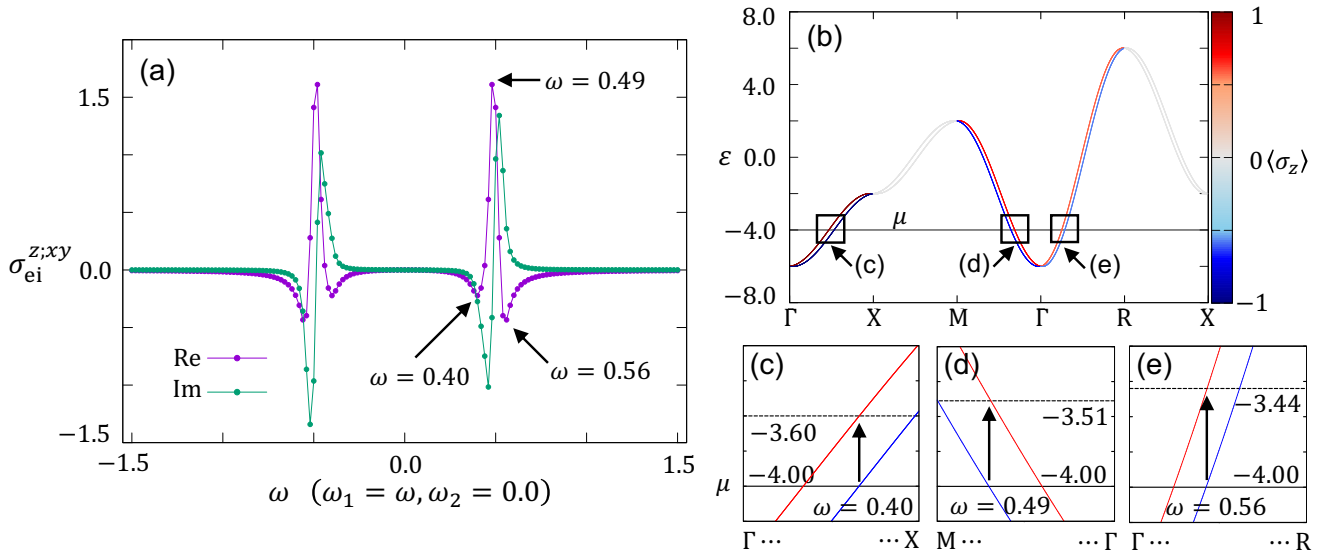 (a)
1.5
0.0
−1.5
σ_ei^{z;xy}
ω = 0.49
ω = 0.40
ω = 0.56
Re
Im
−1.5
0.0
1.5
ω (ω₁ = ω, ω₂ = 0.0)
(b)
8.0
4.0
ε
0.0
−4.0
−8.0
μ
(c)
(d)
(e)
Γ
X
M
Γ
R
X
1
0
⟨σ_z⟩
−1
(c)
−3.60
−4.00
μ
ω = 0.40
Γ ⋯
⋯ X
(d)
−3.51
−4.00
ω = 0.49
M ⋯
⋯ Γ
(e)
−3.44
−4.00
ω = 0.56
Γ ⋯
⋯ R